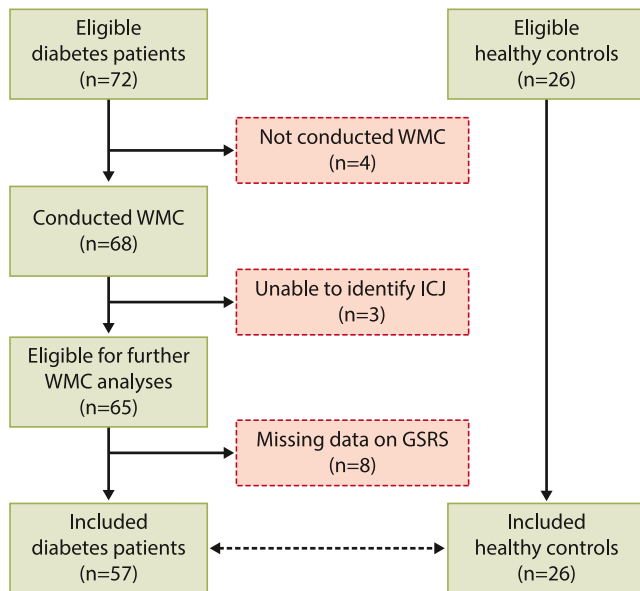 Eligible
diabetes patients
(n=72)
Eligible
healthy controls
(n=26)
Not conducted WMC
(n=4)
Conducted WMC
(n=68)
Unable to identify ICJ
(n=3)
Eligible for further
WMC analyses
(n=65)
Missing data on GSRS
(n=8)
Included
diabetes patients
(n=57)
Included
healthy controls
(n=26)